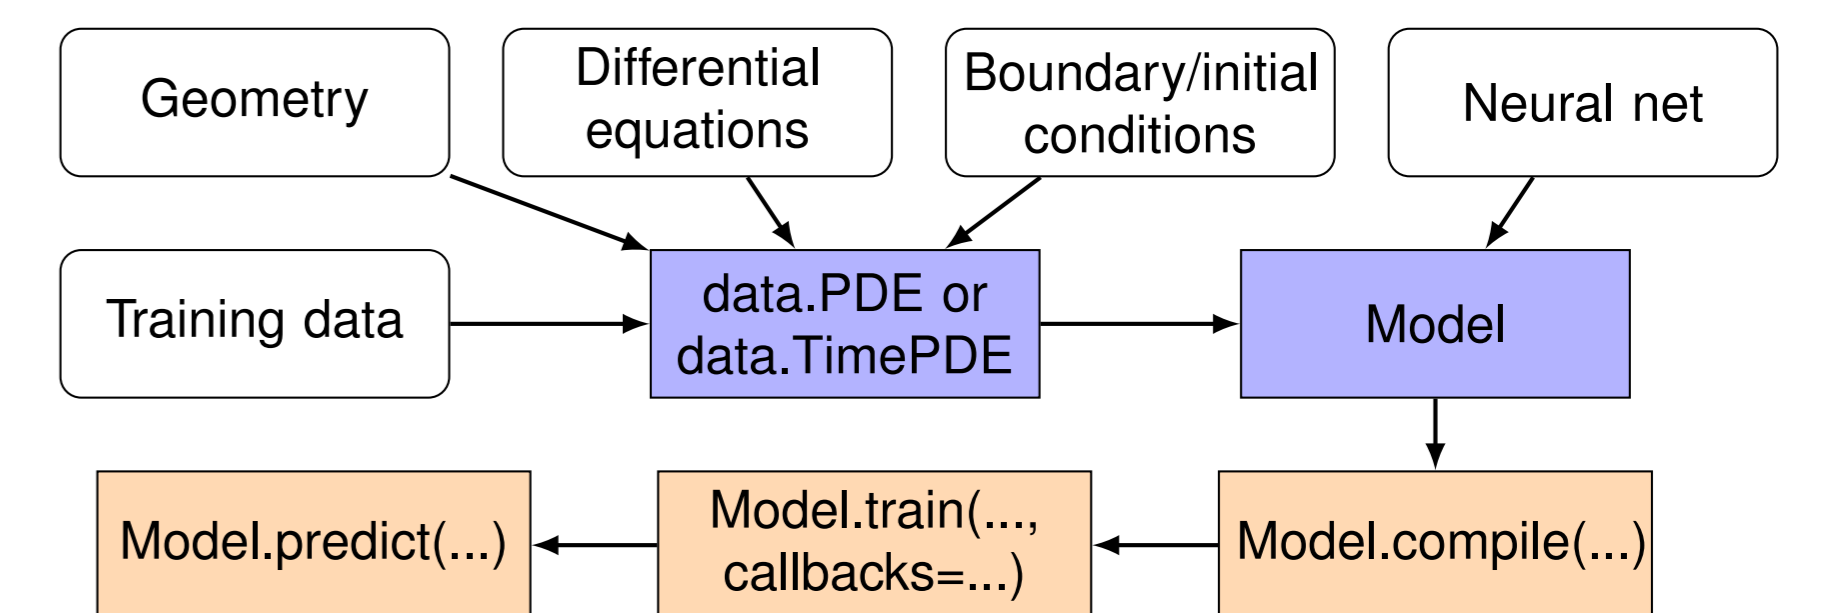 Geometry
Differential
equations
Boundary/initial
conditions
Neural net
Training data
data.PDE or
data.TimePDE
Model
Model.predict(...)
Model.train(...,
callbacks=...)
Model.compile(...)